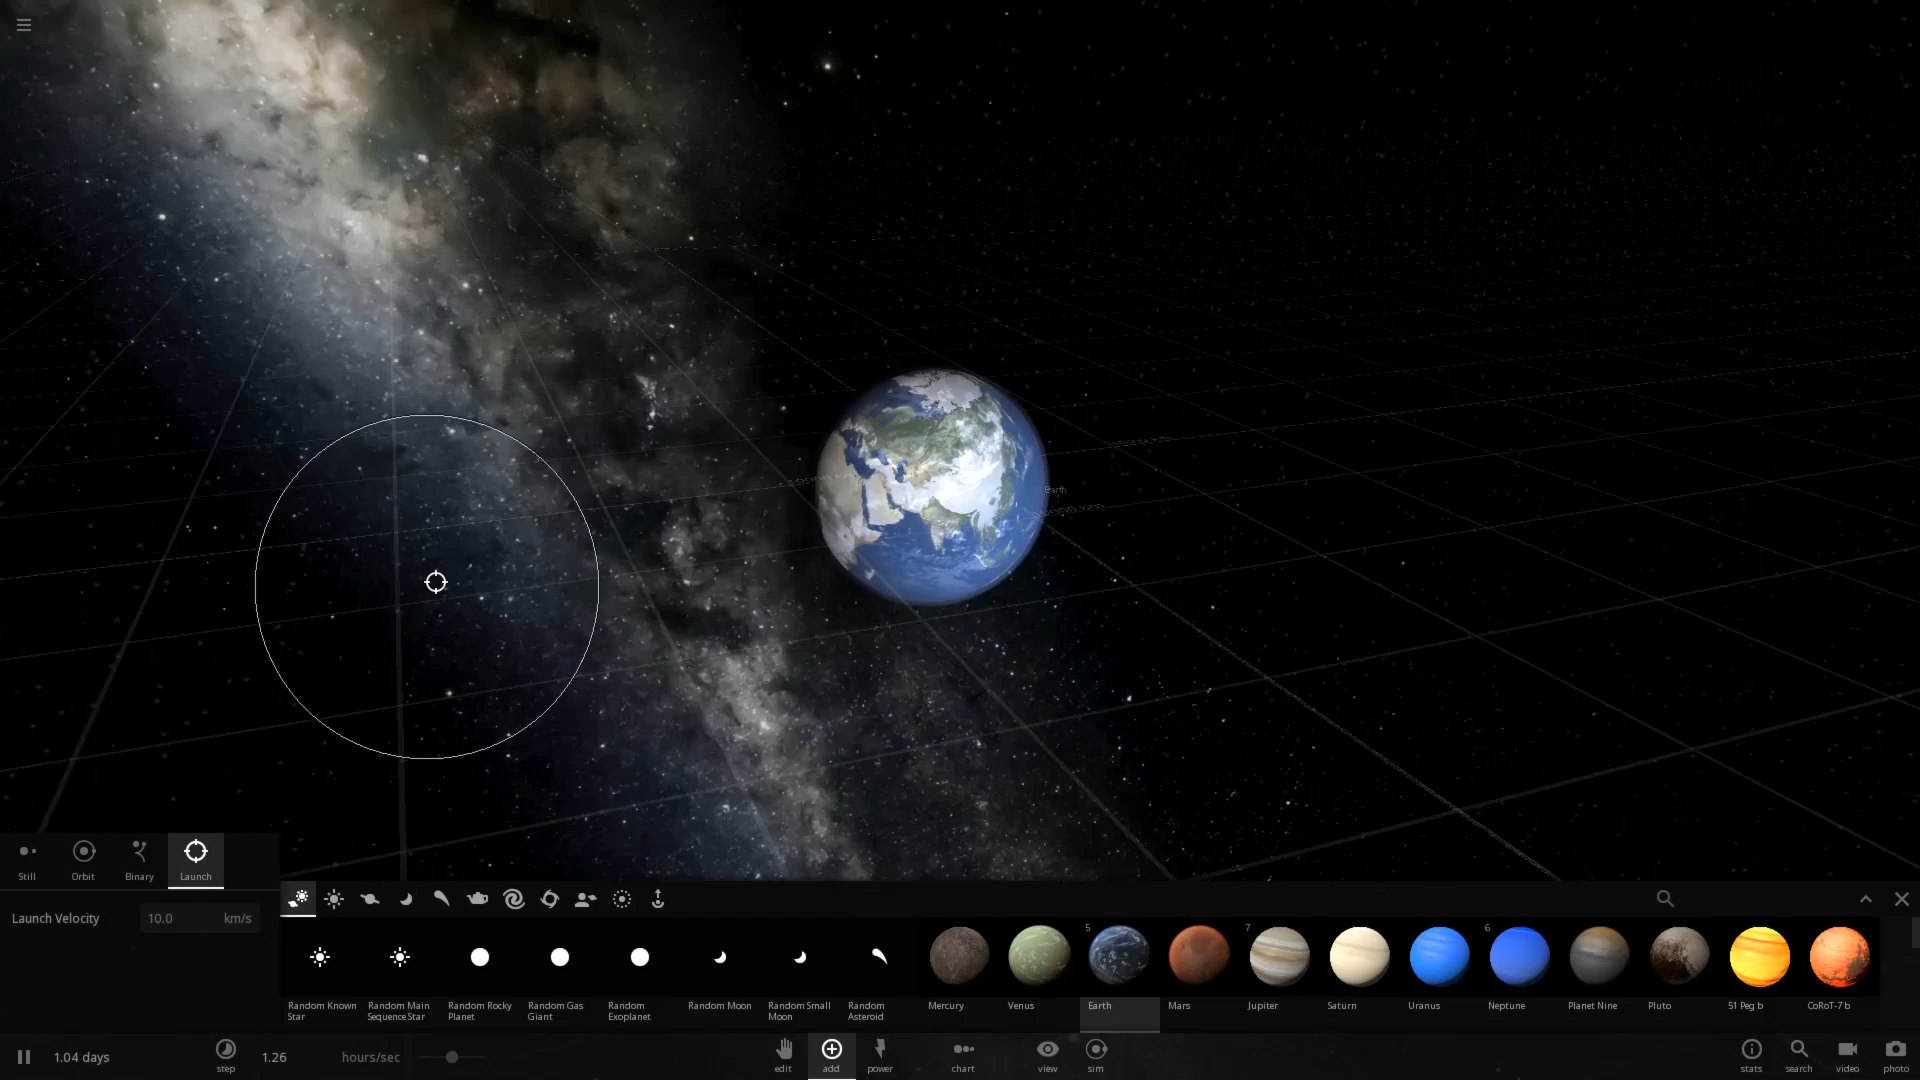 Earth
Still
Orbit
Binary
Launch
Launch Velocity
10.0
km/s
5
7
6
Random Known
Star
Random Main
Sequence Star
Random Rocky
Planet
Random Gas
Giant
Random
Exoplanet
Random Moon
Random Small
Moon
Random
Asteroid
Mercury
Venus
Earth
Mars
Jupiter
Saturn
Uranus
Neptune
Planet Nine
Pluto
51 Peg b
CoRoT-7 b
1.04 days
step
1.26
hours/sec
edit
add
power
chart
view
sim
stats
search
video
photo